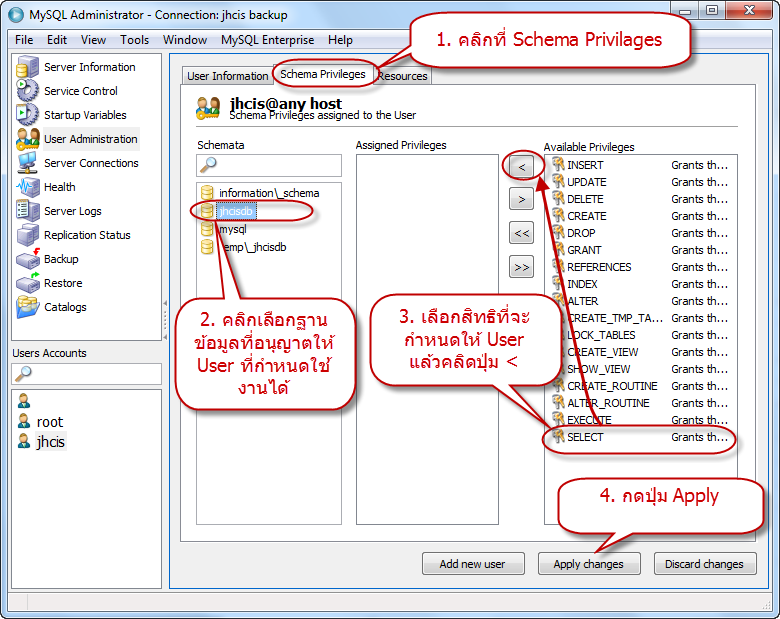 MySQL Administrator - Connection: jhcis backup
File Edit View Tools Window MySQL Enterprise Help
1. คลิกที่ Schema Privilages
Server Information
Service Control
Startup Variables
User Administration
Server Connections
Health
Server Logs
Replication Status
Backup
Restore
Catalogs
Users Accounts
root
jhcis
User Information
Schema Privileges
Resources
jhcis@any host
Schema Privileges assigned to the User
Schemata
information\_schema
jhcisdb
mysql
temp\_jhcisdb
2. คลิกเลือกฐาน
ข้อมูลที่อนุญาตให้
User ที่กำหนดใช้
งานได้
Assigned Privileges
<
>
<<
>>
3. เลือกสิทธิที่จะ
กำหนดให้ User
แล้วคลิดปุ่ม <
Available Privileges
INSERT Grants th...
UPDATE Grants th...
DELETE Grants th...
CREATE Grants th...
DROP Grants th...
GRANT Grants th...
REFERENCES Grants th...
INDEX Grants th...
ALTER Grants th...
CREATE_TMP_TA... Grants th...
LOCK_TABLES Grants th...
CREATE_VIEW Grants th...
SHOW_VIEW Grants th...
CREATE_ROUTINE Grants th...
ALTER_ROUTINE Grants th...
EXECUTE Grants th...
SELECT Grants th...
4. กดปุ่ม Apply
Add new user
Apply changes
Discard changes